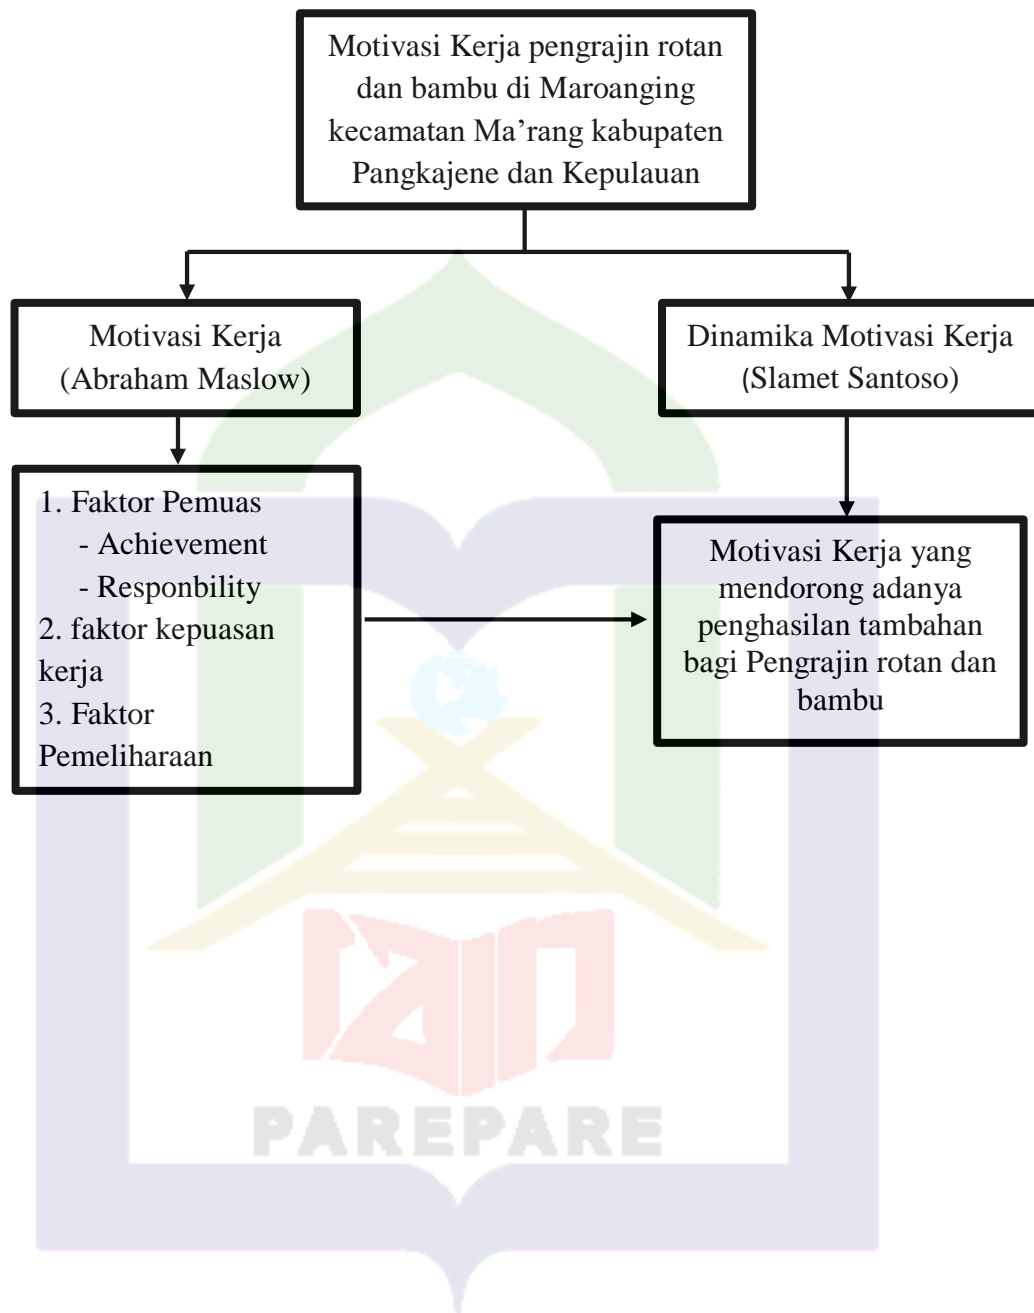 Motivasi Kerja pengrajin rotan
dan bambu di Maroanging
kecamatan Ma’rang kabupaten
Pangkajene dan Kepulauan
Motivasi Kerja
(Abraham Maslow)
Dinamika Motivasi Kerja
(Slamet Santoso)
1. Faktor Pemuas
- Achievement
- Responbility
2. faktor kepuasan
kerja
3. Faktor
Pemeliharaan
Motivasi Kerja yang
mendorong adanya
penghasilan tambahan
bagi Pengrajin rotan dan
bambu
iain
PAREPARE